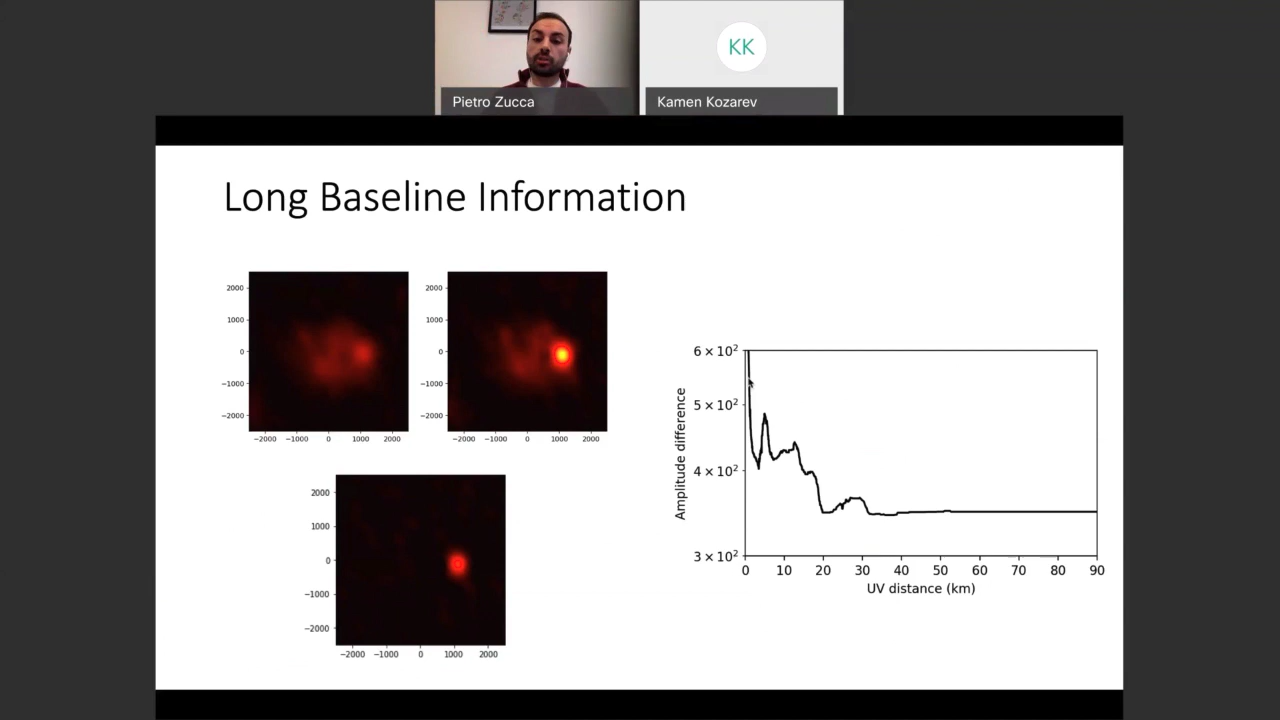 KK
Pietro Zucca
Kamen Kozarev
Long Baseline Information
2000
1000
0
−1000
−2000
−2000 −1000 0 1000 2000
2000
1000
0
−1000
−2000
−2000 −1000 0 1000 2000
2000
1000
0
−1000
−2000
−2000 −1000 0 1000 2000
Amplitude difference
6 × 10²
5 × 10²
4 × 10²
3 × 10²
0 10 20 30 40 50 60 70 80 90
UV distance (km)